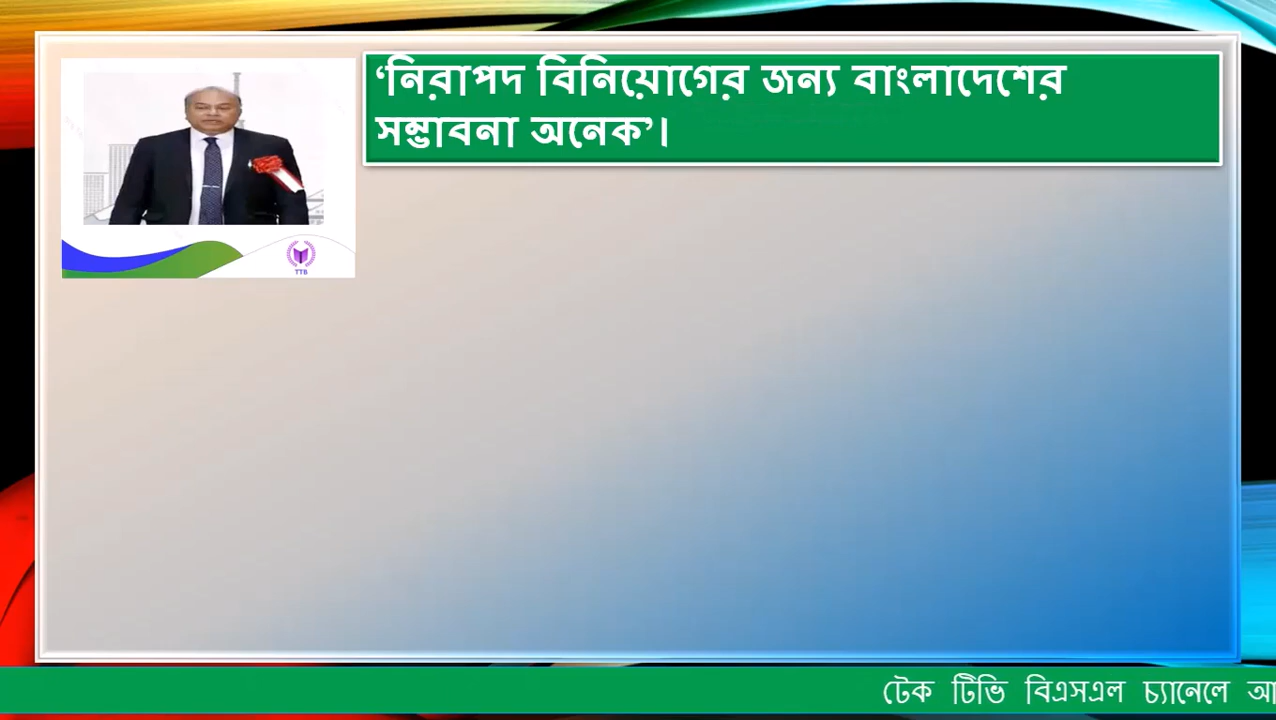 ‘নিরাপদ বিনিয়োগের জন্য বাংলাদেশের
সম্ভাবনা অনেক’।
TTB
টেক টিভি বিএসএল চ্যানেলে আ